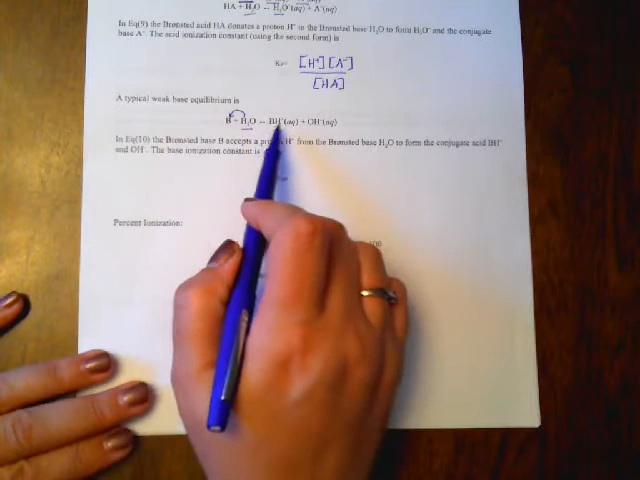 HA + H₂O ↔ H₃O⁺(aq) + A⁻(aq)
In Eq(9) the Brønsted acid HA donates a proton H⁺ to the Brønsted base H₂O to form H₃O⁺ and the conjugate
base A⁻. The acid ionization constant (using the second form) is
Ka= [H⁺][A⁻]
[HA]
A typical weak base equilibrium is
B + H₂O ↔ BH⁺(aq) + OH⁻(aq)
In Eq(10) the Brønsted base B accepts a H⁺ from the Brønsted base H₂O to form the conjugate acid BH⁺
and OH⁻. The base ionization constant is
Percent Ionization: